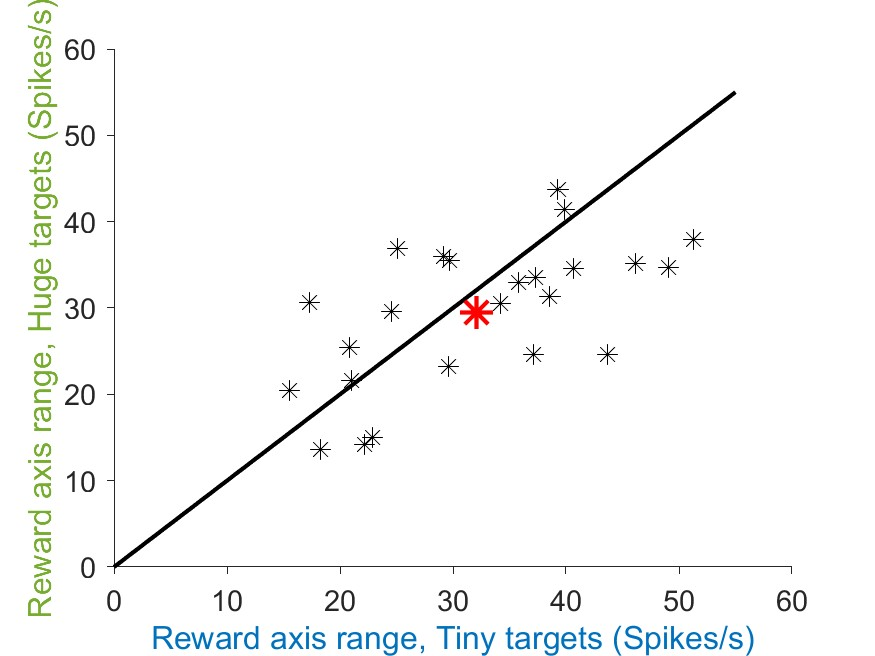 Reward axis range, Huge targets (Spikes/s)
60
50
40
30
20
10
0
0 10 20 30 40 50 60
Reward axis range, Tiny targets (Spikes/s)